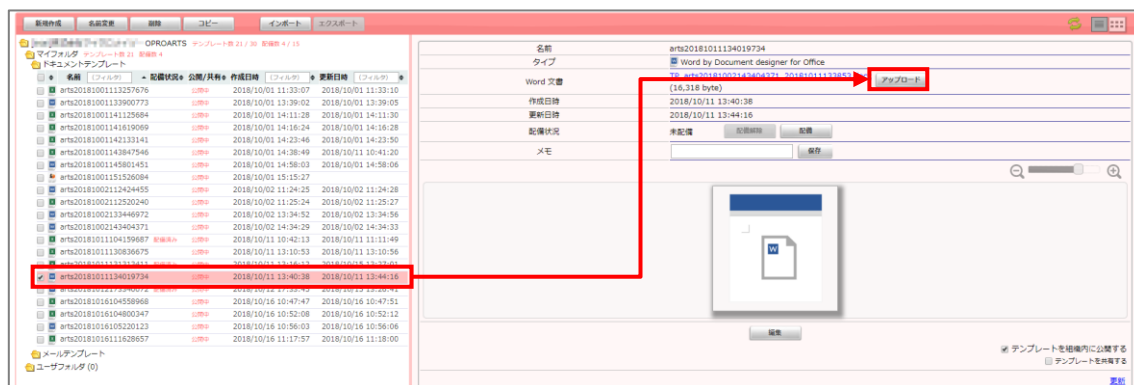 新規作成 名前変更 削除 コピー インポート エクスポート
OPROARTS テンプレート数 21 / 30 配備数 4 / 15
マイフォルダ テンプレート数 21 配備数 4
ドキュメントテンプレート
名前 (フィルタ) 配備状況 公開/共有 作成日時 (フィルタ) 更新日時 (フィルタ)
arts20181001113257676 公開中 2018/10/01 11:33:07 2018/10/01 11:33:10
arts20181001133900773 公開中 2018/10/01 13:39:02 2018/10/01 13:39:05
arts20181001141125684 公開中 2018/10/01 14:11:28 2018/10/01 14:11:30
arts20181001141619069 公開中 2018/10/01 14:16:24 2018/10/01 14:16:28
arts20181001142133141 公開中 2018/10/01 14:23:46 2018/10/01 14:23:50
arts20181001143847546 公開中 2018/10/01 14:38:49 2018/10/11 10:41:20
arts20181001145801451 公開中 2018/10/01 14:58:03 2018/10/01 14:58:06
arts20181001151526084 公開中 2018/10/01 15:15:27
arts20181002112424455 公開中 2018/10/02 11:24:25 2018/10/02 11:24:28
arts20181002112520240 公開中 2018/10/02 11:25:24 2018/10/02 11:25:27
arts20181002133446972 公開中 2018/10/02 13:34:52 2018/10/02 13:34:56
arts20181002143404371 公開中 2018/10/02 14:34:29 2018/10/02 14:34:33
arts20181011104159687 配備済み 公開中 2018/10/11 10:42:13 2018/10/11 11:11:49
arts20181011130836675 公開中 2018/10/11 13:10:53 2018/10/11 13:10:56
arts20181011134019734 公開中 2018/10/11 13:40:38 2018/10/11 13:44:16
arts20181016104558968 公開中 2018/10/16 10:47:47 2018/10/16 10:47:51
arts20181016104800347 公開中 2018/10/16 10:52:08 2018/10/16 10:52:12
arts20181016105220123 公開中 2018/10/16 10:56:03 2018/10/16 10:56:06
arts20181016111628657 公開中 2018/10/16 11:17:57 2018/10/16 11:18:00
メールテンプレート
ユーザフォルダ (0)
名前 arts20181011134019734
タイプ Word by Document designer for Office
Word 文書 TP_arts20181002143404371_20181011133853 アップロード
(16,318 byte)
作成日時 2018/10/11 13:40:38
更新日時 2018/10/11 13:44:16
配備状況 未配備 配備解除 配備
メモ 保存
編集
テンプレートを組織内に公開する
テンプレートを共有する
更新